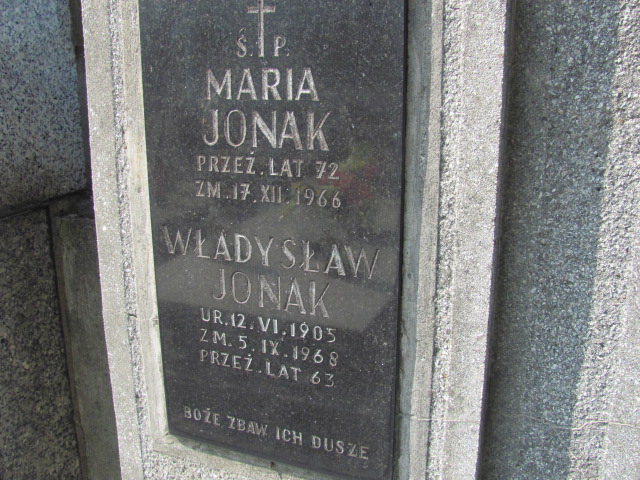 Ś. P.
MARIA
JONAK
PRZEŻ. LAT 72
ZM. 17. XII. 1966
WŁADYSŁAW
JONAK
UR. 12. VI. 1905
ZM. 5. IX. 1968
PRZEŻ. LAT 63
BOŻE ZBAW ICH DUSZE